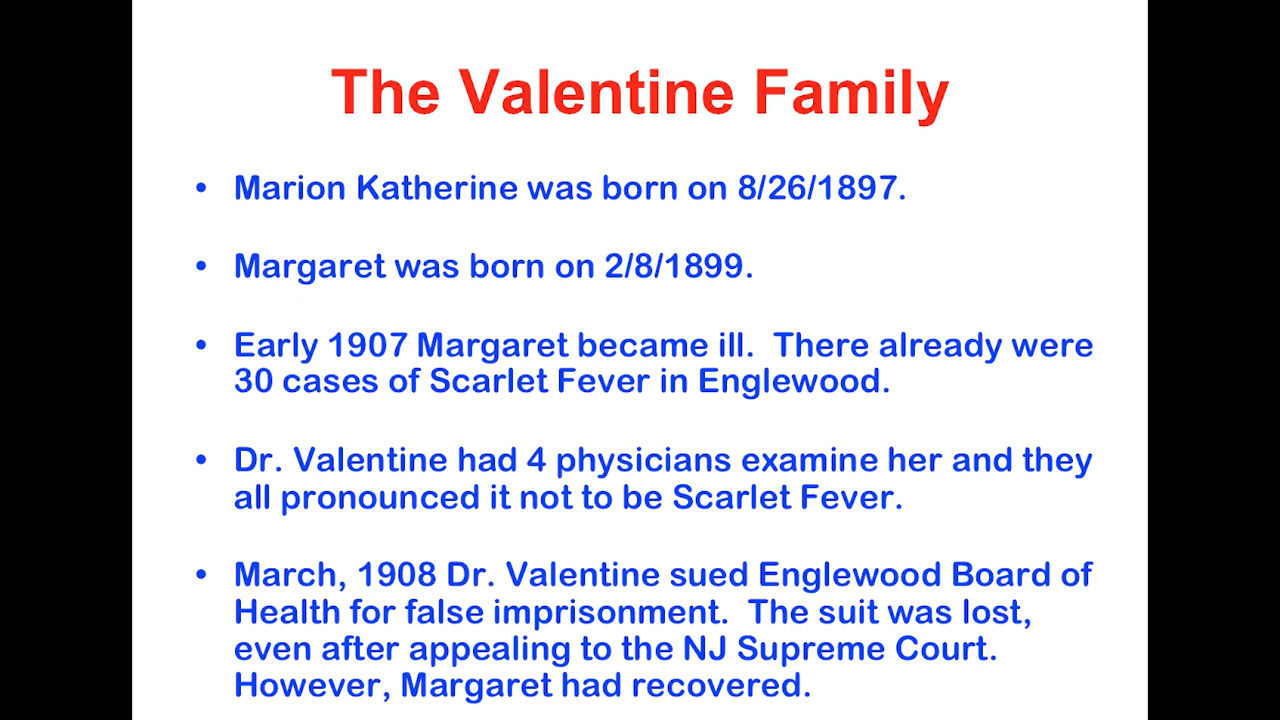 The Valentine Family
• Marion Katherine was born on 8/26/1897.
• Margaret was born on 2/8/1899.
• Early 1907 Margaret became ill.  There already were
30 cases of Scarlet Fever in Englewood.
• Dr. Valentine had 4 physicians examine her and they
all pronounced it not to be Scarlet Fever.
• March, 1908 Dr. Valentine sued Englewood Board of
Health for false imprisonment.  The suit was lost,
even after appealing to the NJ Supreme Court.
However, Margaret had recovered.